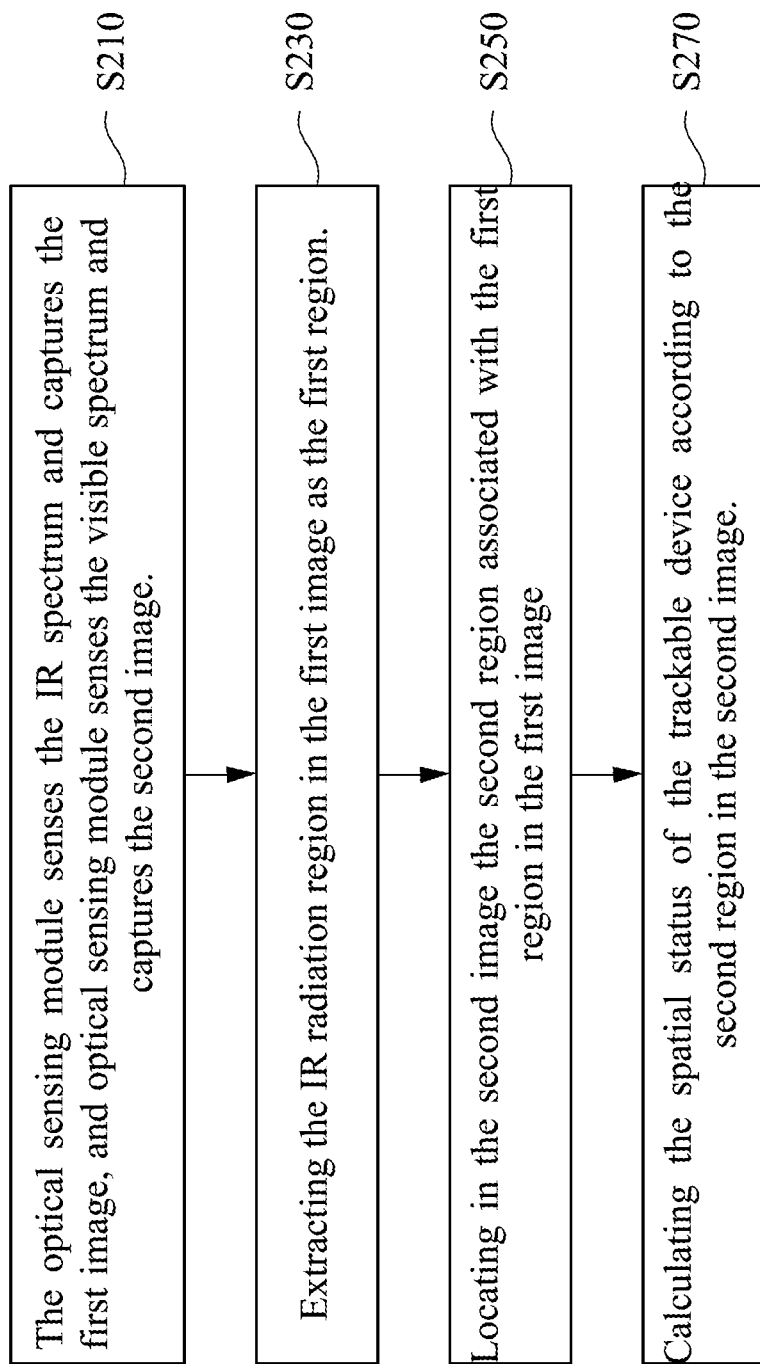 The optical sensing module senses the IR spectrum and captures the
first image, and optical sensing module senses the visible spectrum and
captures the second image.
S210
Extracting the IR radiation region in the first image as the first region.
S230
Locating in the second image the second region associated with the first
region in the first image
S250
Calculating the spatial status of the trackable device according to the
second region in the second image.
S270